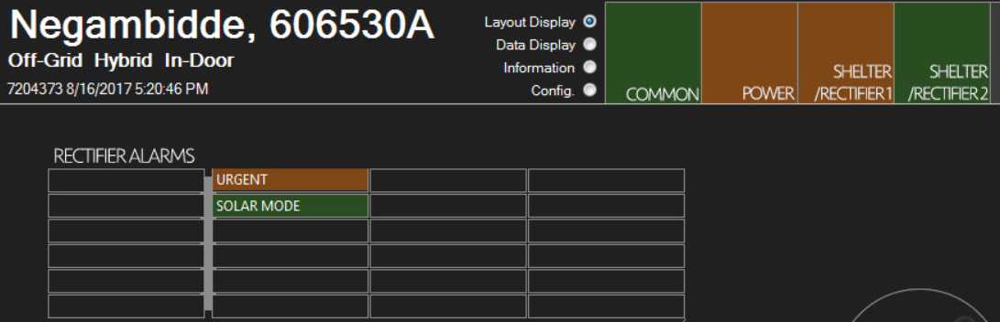 Negambidde, 606530A
Off-Grid Hybrid In-Door
7204373 8/16/2017 5:20:46 PM
Layout Display
Data Display
Information
Config.
COMMON
POWER
SHELTER
/RECTIFIER1
SHELTER
/RECTIFIER2
RECTIFIER ALARMS
URGENT
SOLAR MODE